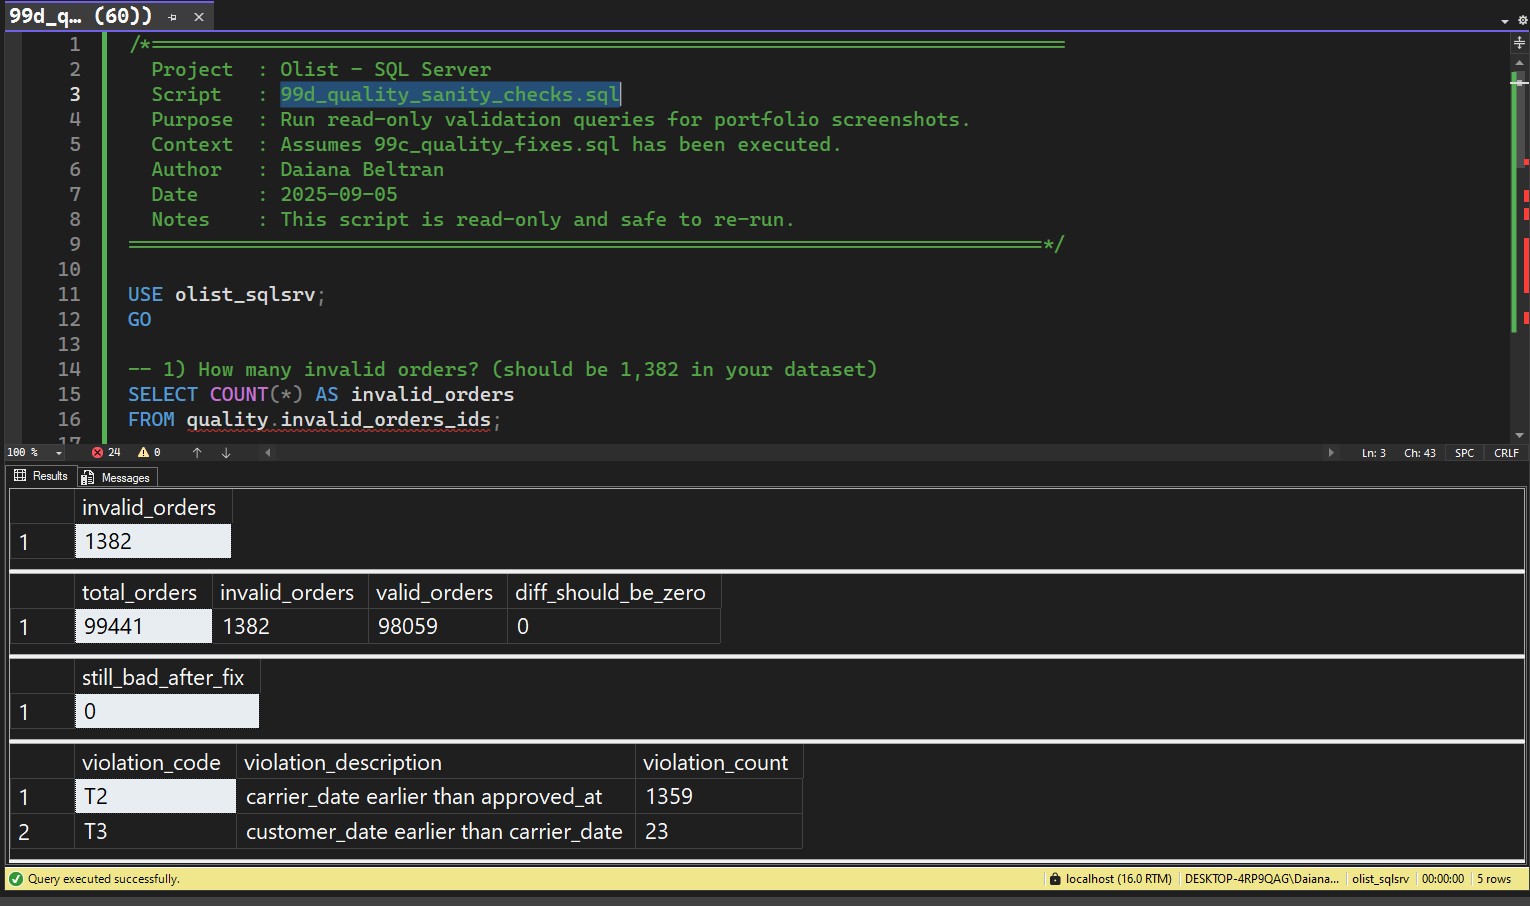 99d_q... (60))
1 /*══════════════════════════════
2 Project : Olist - SQL Server
3 Script : 99d_quality_sanity_checks.sql
4 Purpose : Run read-only validation queries for portfolio screenshots.
5 Context : Assumes 99c_quality_fixes.sql has been executed.
6 Author : Daiana Beltran
7 Date : 2025-09-05
8 Notes : This script is read-only and safe to re-run.
9 ══════════════════════════════*/
10
11 USE olist_sqlsrv;
12 GO
13
14 -- 1) How many invalid orders? (should be 1,382 in your dataset)
15 SELECT COUNT(*) AS invalid_orders
16 FROM quality.invalid_orders_ids;
17
100 % 24 0 Ln: 3 Ch: 43 SPC CRLF
Results Messages
invalid_orders
1 1382
total_orders invalid_orders valid_orders diff_should_be_zero
1 99441 1382 98059 0
still_bad_after_fix
1 0
violation_code violation_description violation_count
1 T2 carrier_date earlier than approved_at 1359
2 T3 customer_date earlier than carrier_date 23
Query executed successfully. localhost (16.0 RTM) DESKTOP-4RP9QAG\Daiana... olist_sqlsrv 00:00:00 5 rows